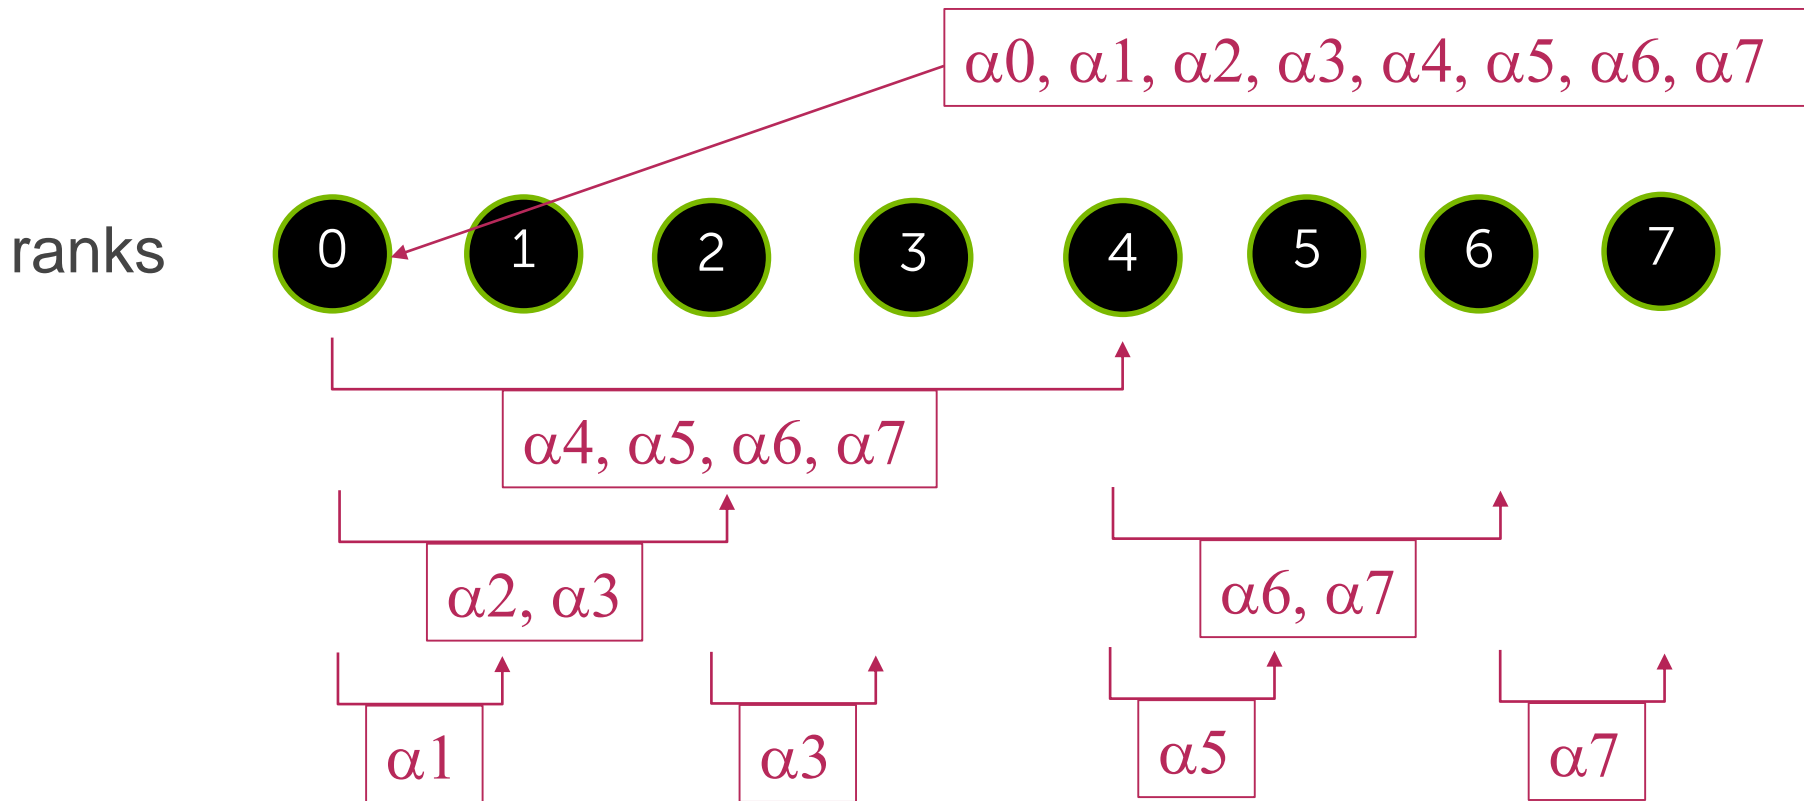 α0, α1, α2, α3, α4, α5, α6, α7
ranks 0 1 2 3 4 5 6 7
α4, α5, α6, α7
α2, α3 α6, α7
α1 α3 α5 α7